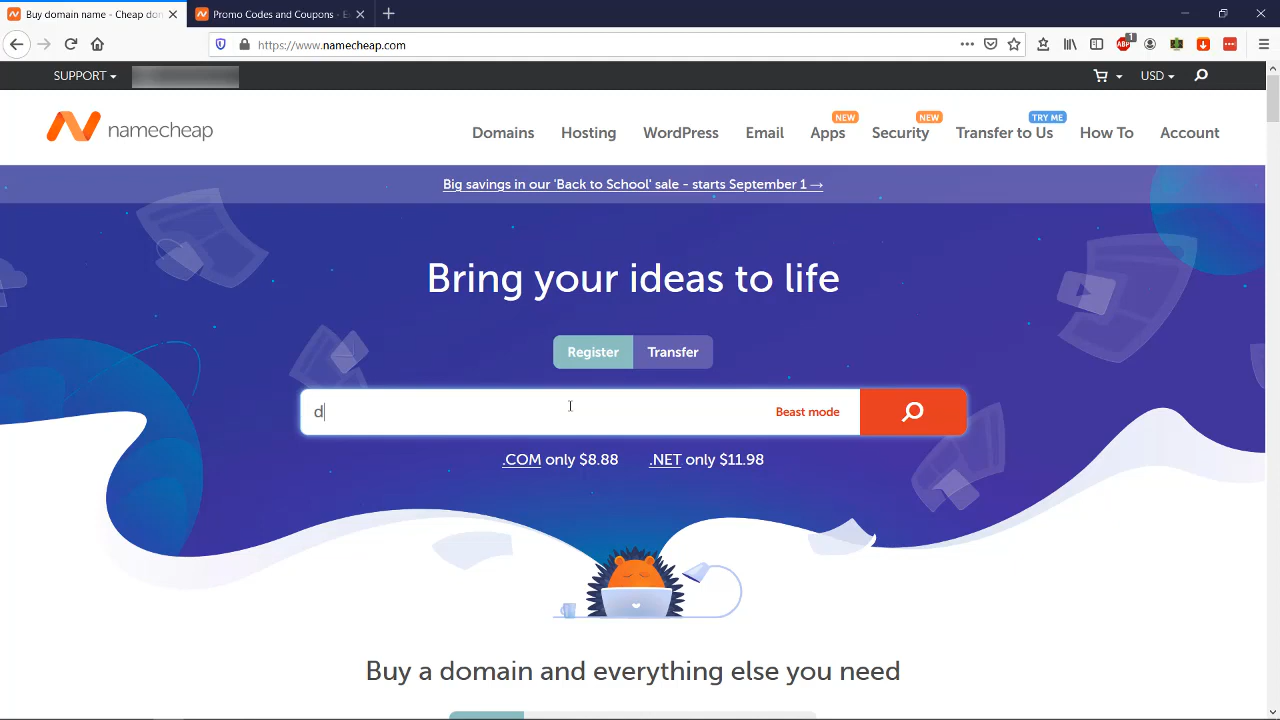 Buy domain name - Cheap don
Promo Codes and Coupons - E
https://www.namecheap.com
ABP
1
SUPPORT
USD
namecheap
NEW
NEW
TRY ME
Domains Hosting WordPress Email Apps Security Transfer to Us How To Account
Big savings in our 'Back to School' sale - starts September 1 →
Bring your ideas to life
Register Transfer
d
Beast mode
.COM only $8.88 .NET only $11.98
Buy a domain and everything else you need